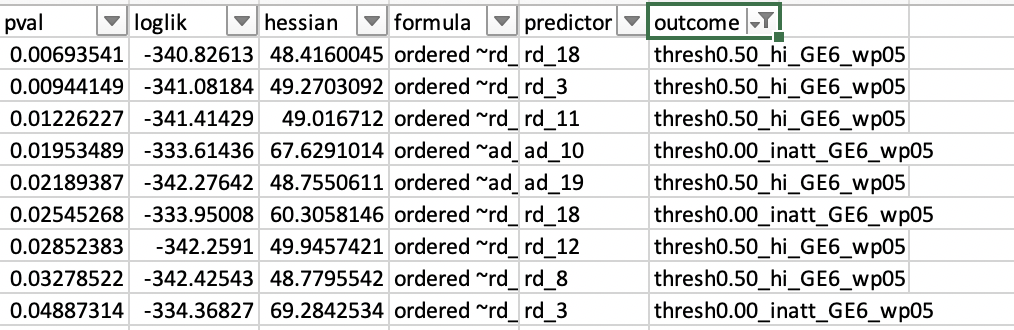 pval loglik hessian formula predictor outcome
0.00693541 -340.82613 48.4160045 ordered ~rd_ rd_18 thresh0.50_hi_GE6_wp05
0.00944149 -341.08184 49.2703092 ordered ~rd_ rd_3 thresh0.50_hi_GE6_wp05
0.01226227 -341.41429 49.016712 ordered ~rd_ rd_11 thresh0.50_hi_GE6_wp05
0.01953489 -333.61436 67.6291014 ordered ~ad_ ad_10 thresh0.00_inatt_GE6_wp05
0.02189387 -342.27642 48.7550611 ordered ~ad_ ad_19 thresh0.50_hi_GE6_wp05
0.02545268 -333.95008 60.3058146 ordered ~rd_ rd_18 thresh0.00_inatt_GE6_wp05
0.02852383 -342.2591 49.9457421 ordered ~rd_ rd_12 thresh0.50_hi_GE6_wp05
0.03278522 -342.42543 48.7795542 ordered ~rd_ rd_8 thresh0.50_hi_GE6_wp05
0.04887314 -334.36827 69.2842534 ordered ~rd_ rd_3 thresh0.00_inatt_GE6_wp05